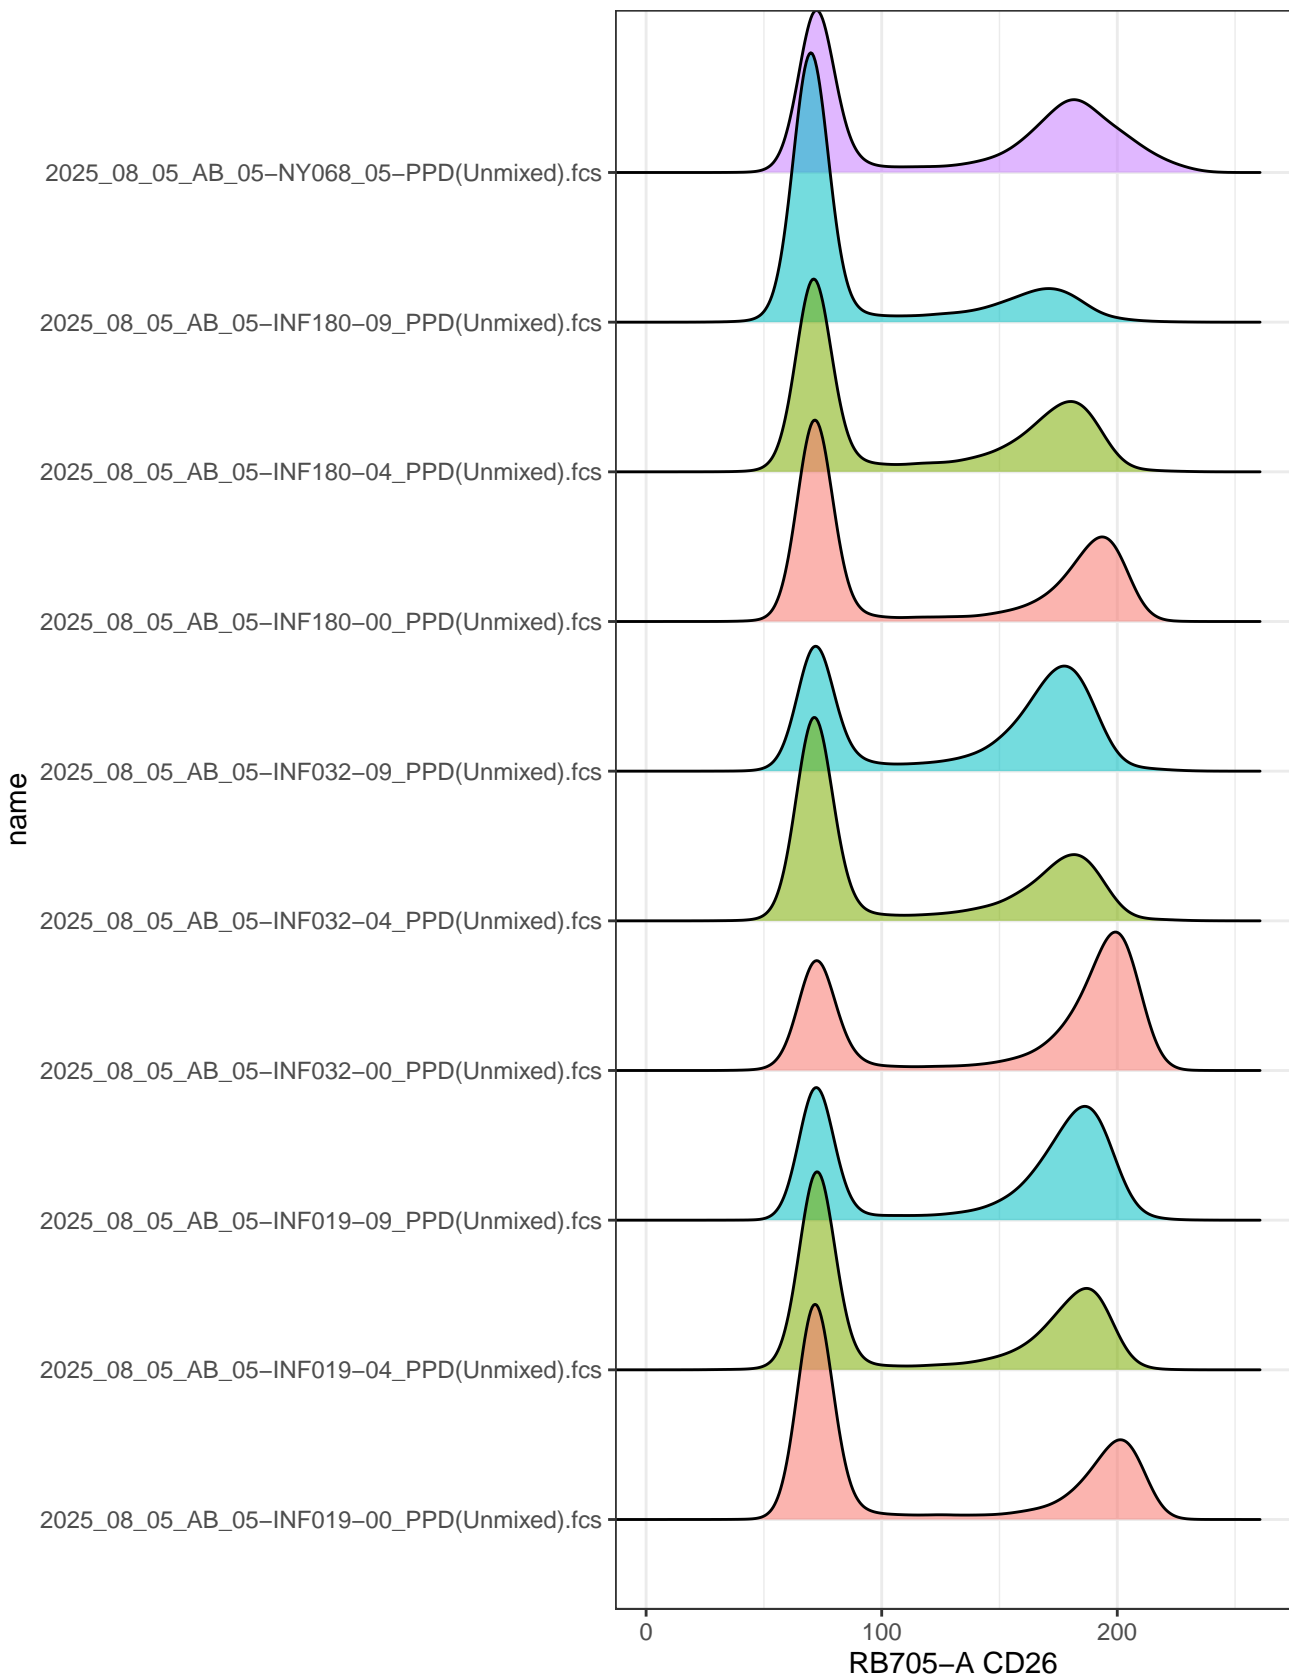 2025_08_05_AB_05−NY068_05−PPD(Unmixed).fcs
2025_08_05_AB_05−INF180−09_PPD(Unmixed).fcs
2025_08_05_AB_05−INF180−04_PPD(Unmixed).fcs
2025_08_05_AB_05−INF180−00_PPD(Unmixed).fcs
2025_08_05_AB_05−INF032−09_PPD(Unmixed).fcs
name
2025_08_05_AB_05−INF032−04_PPD(Unmixed).fcs
2025_08_05_AB_05−INF032−00_PPD(Unmixed).fcs
2025_08_05_AB_05−INF019−09_PPD(Unmixed).fcs
2025_08_05_AB_05−INF019−04_PPD(Unmixed).fcs
2025_08_05_AB_05−INF019−00_PPD(Unmixed).fcs
0 100 200
RB705−A CD26